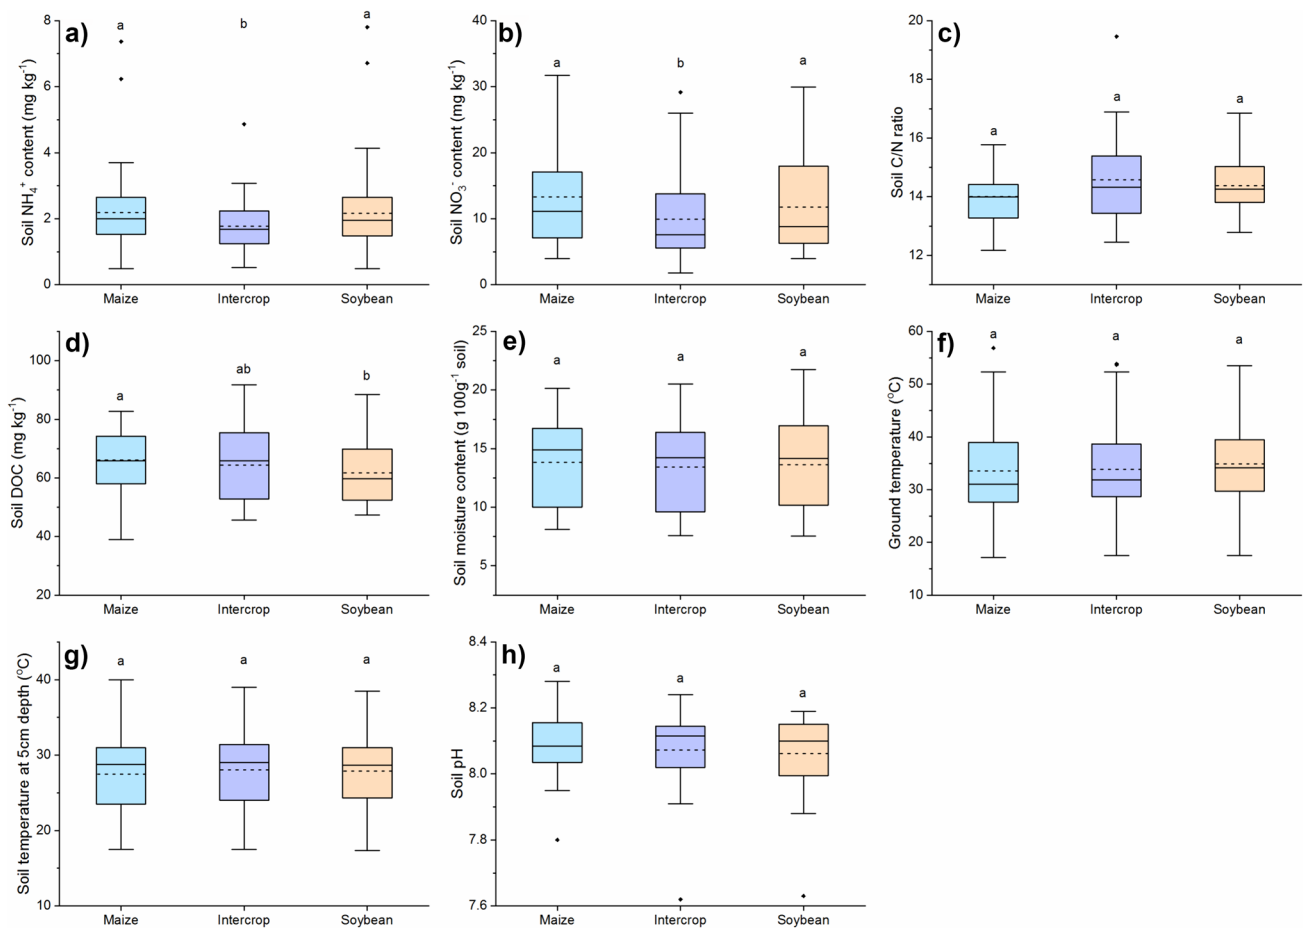 a)
Soil NH₄⁺ content (mg kg⁻¹)
8
6
4
2
0
a
b
a
Maize Intercrop Soybean
b)
Soil NO₃⁻ content (mg kg⁻¹)
40
30
20
10
0
a
b
a
Maize Intercrop Soybean
c)
Soil C/N ratio
20
18
16
14
12
a
a
a
Maize Intercrop Soybean
d)
Soil DOC (mg kg⁻¹)
100
80
60
40
20
a
ab
b
Maize Intercrop Soybean
e)
Soil moisture content (g 100g⁻¹ soil)
25
20
15
10
5
a
a
a
Maize Intercrop Soybean
f)
Ground temperature (°C)
60
50
40
30
20
10
a
a
a
Maize Intercrop Soybean
g)
Soil temperature at 5cm depth (°C)
40
30
20
10
a
a
a
Maize Intercrop Soybean
h)
Soil pH
8.4
8.2
8.0
7.8
7.6
a
a
a
Maize Intercrop Soybean